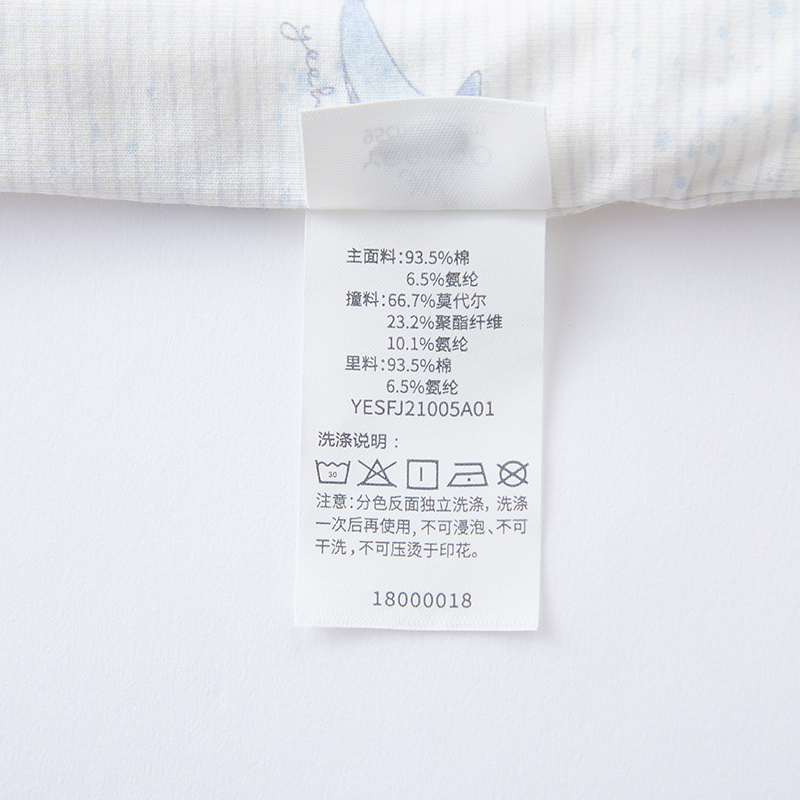 yeah
主面料:93.5%棉
6.5%氨纶
撞料:66.7%莫代尔
23.2%聚酯纤维
10.1%氨纶
里料:93.5%棉
6.5%氨纶
YESFJ21005A01
洗涤说明：
30
注意:分色反面独立洗涤，洗涤
一次后再使用，不可浸泡、不可
干洗，不可压烫于印花。
18000018